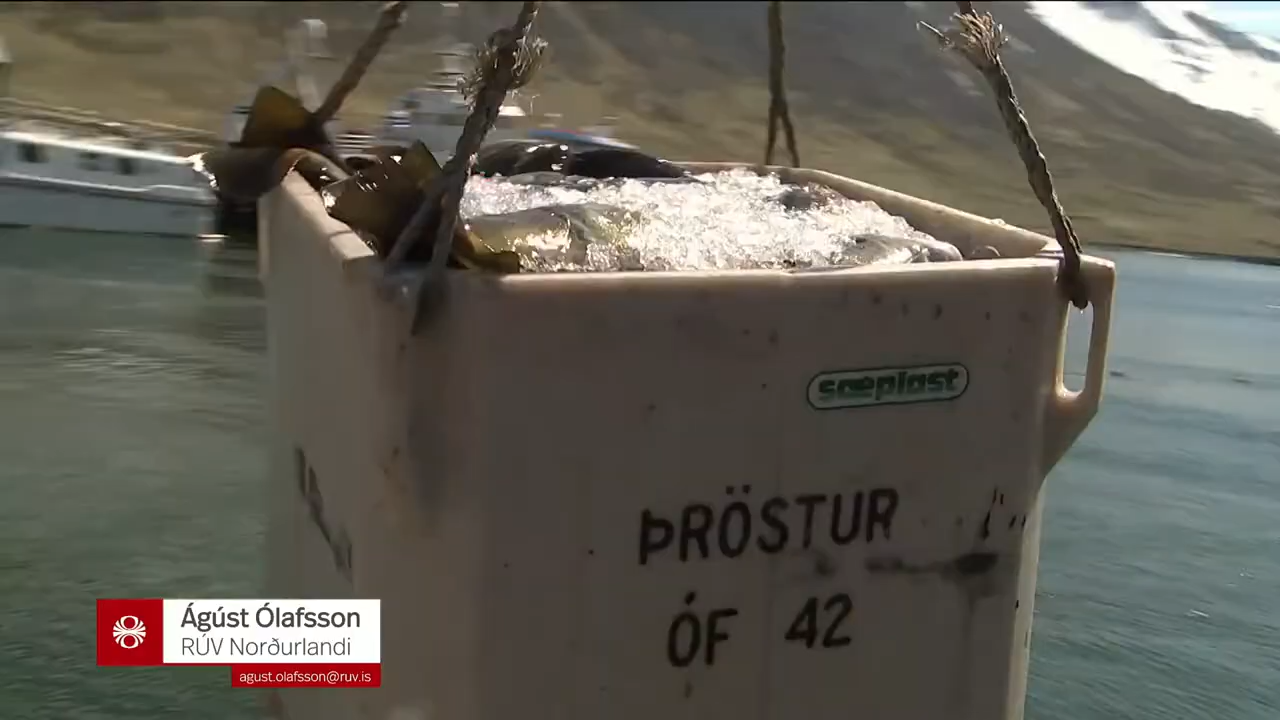 sæplast
ÞRÖSTUR
ÓF 42
Ágúst Ólafsson
RÚV Norðurlandi
agust.olafsson@ruv.is